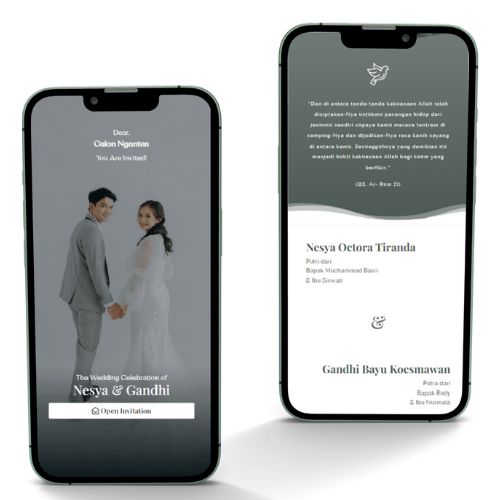 Dear,
Calon Nganten
You Are Invited!
The Wedding Celebration of
Nesya & Gandhi
Open Invitation
"Dan di antara tanda-tanda kekuasaan Allah ialah
diciptakan-Nya untukmu pasangan hidup dari
jenismu sendiri supaya kamu merasa tentram di
samping-Nya dan dijadikan-Nya rasa kasih sayang
di antara kamu. Sesungguhnya yang demikian itu
menjadi bukti kekuasaan Allah bagi kaum yang
berfikir."
(QS. Ar- Rum 21)
Nesya Octora Tiranda
Putri dari
Bapak Mochammad Basri
& Ibu Siswati
&
Gandhi Bayu Koesmawan
Putra dari
Bapak Rudy
& Ibu Nurmala